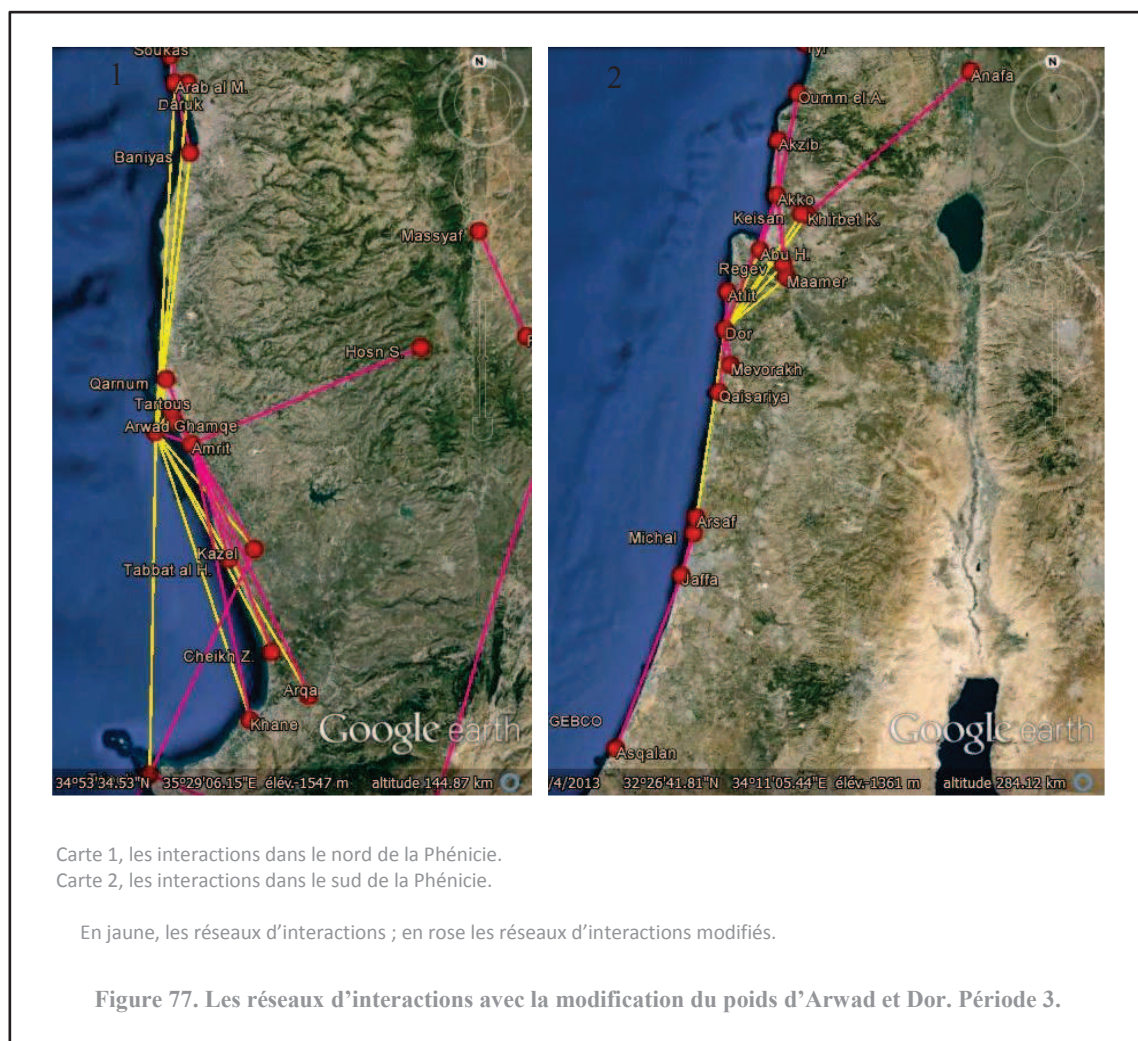 1
Soukas
Arab al M.
Daruk
Baniyas
Massyaf
Hosn S.
Qarnum
Tartous
Arwad Ghamqe
Amrit
Kazel
Tabbat al H.
Cheikh Z.
Arqa
Khane
Google earth
34°53'34.53"N 35°29'06.15"E élév.-1547 m altitude 144.87 km
N
2
Anafa
N
Oumm el A.
Akzib
Akko
Keisan
Khirbet K.
Abu H.
Regev
Maamer
Atlit
Dor
Mevorakh
Qaisariya
Arsaf
Michal
Jaffa
GEBCO
Asqalan
Google earth
/4/2013 32°26'41.81"N 34°11'05.44"E élév.-1361 m altitude 284.12 km
Carte 1, les interactions dans le nord de la Phénicie.
Carte 2, les interactions dans le sud de la Phénicie.
En jaune, les réseaux d'interactions ; en rose les réseaux d'interactions modifiés.
Figure 77. Les réseaux d'interactions avec la modification du poids d'Arwad et Dor. Période 3.